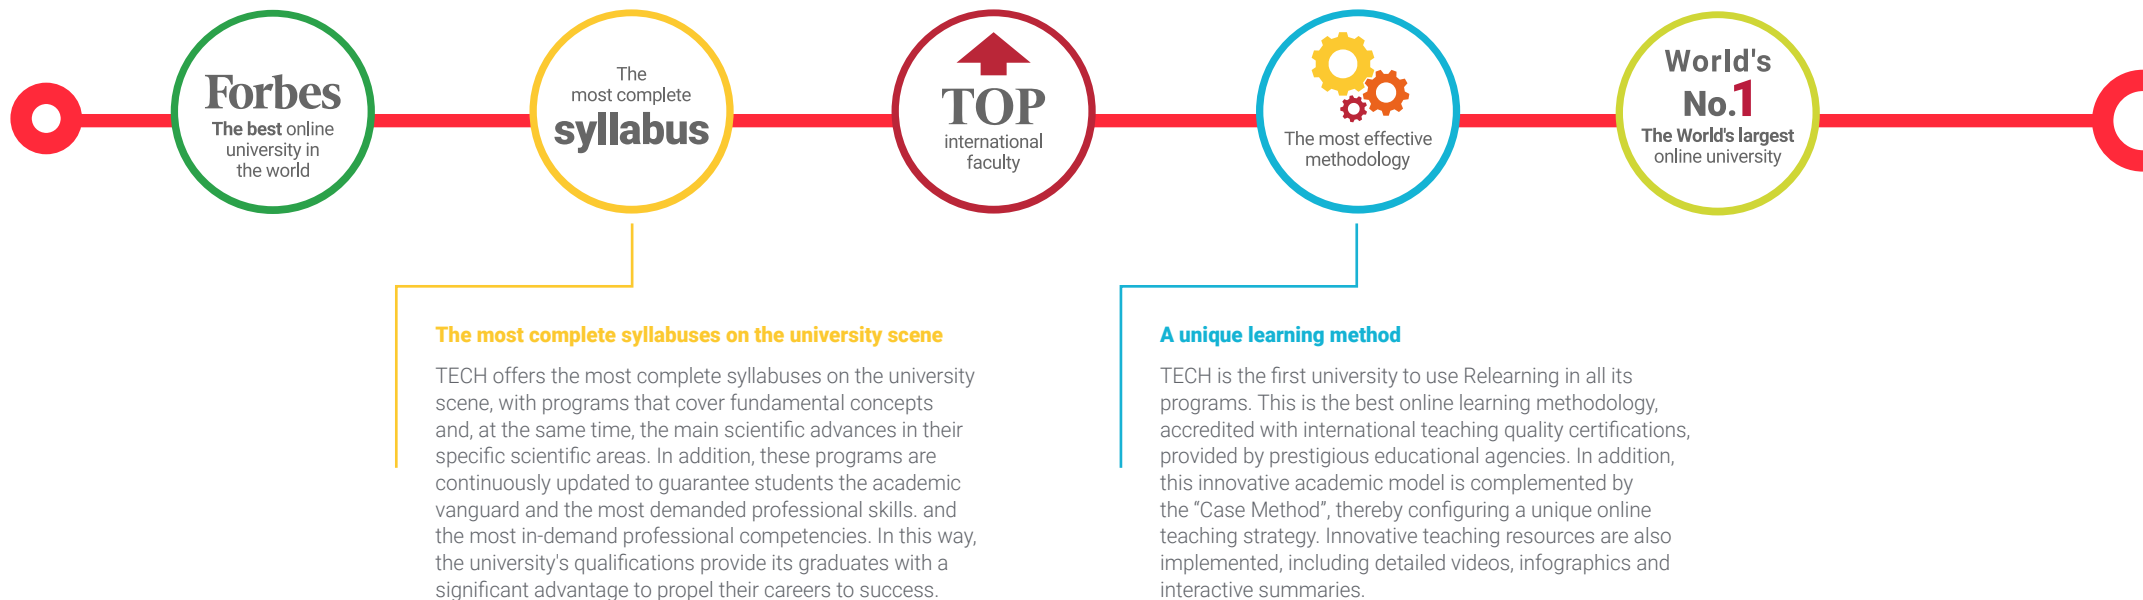 Forbes
The best online
university in
the world
The
most complete
syllabus
TOP
international
faculty
The most effective
methodology
World's
No.1
The World's largest
online university
The most complete syllabuses on the university scene
TECH offers the most complete syllabuses on the university
scene, with programs that cover fundamental concepts
and, at the same time, the main scientific advances in their
specific scientific areas. In addition, these programs are
continuously updated to guarantee students the academic
vanguard and the most demanded professional skills. and
the most in-demand professional competencies. In this way,
the university's qualifications provide its graduates with a
significant advantage to propel their careers to success.
A unique learning method
TECH is the first university to use Relearning in all its
programs. This is the best online learning methodology,
accredited with international teaching quality certifications,
provided by prestigious educational agencies. In addition,
this innovative academic model is complemented by
the “Case Method”, thereby configuring a unique online
teaching strategy. Innovative teaching resources are also
implemented, including detailed videos, infographics and
interactive summaries.